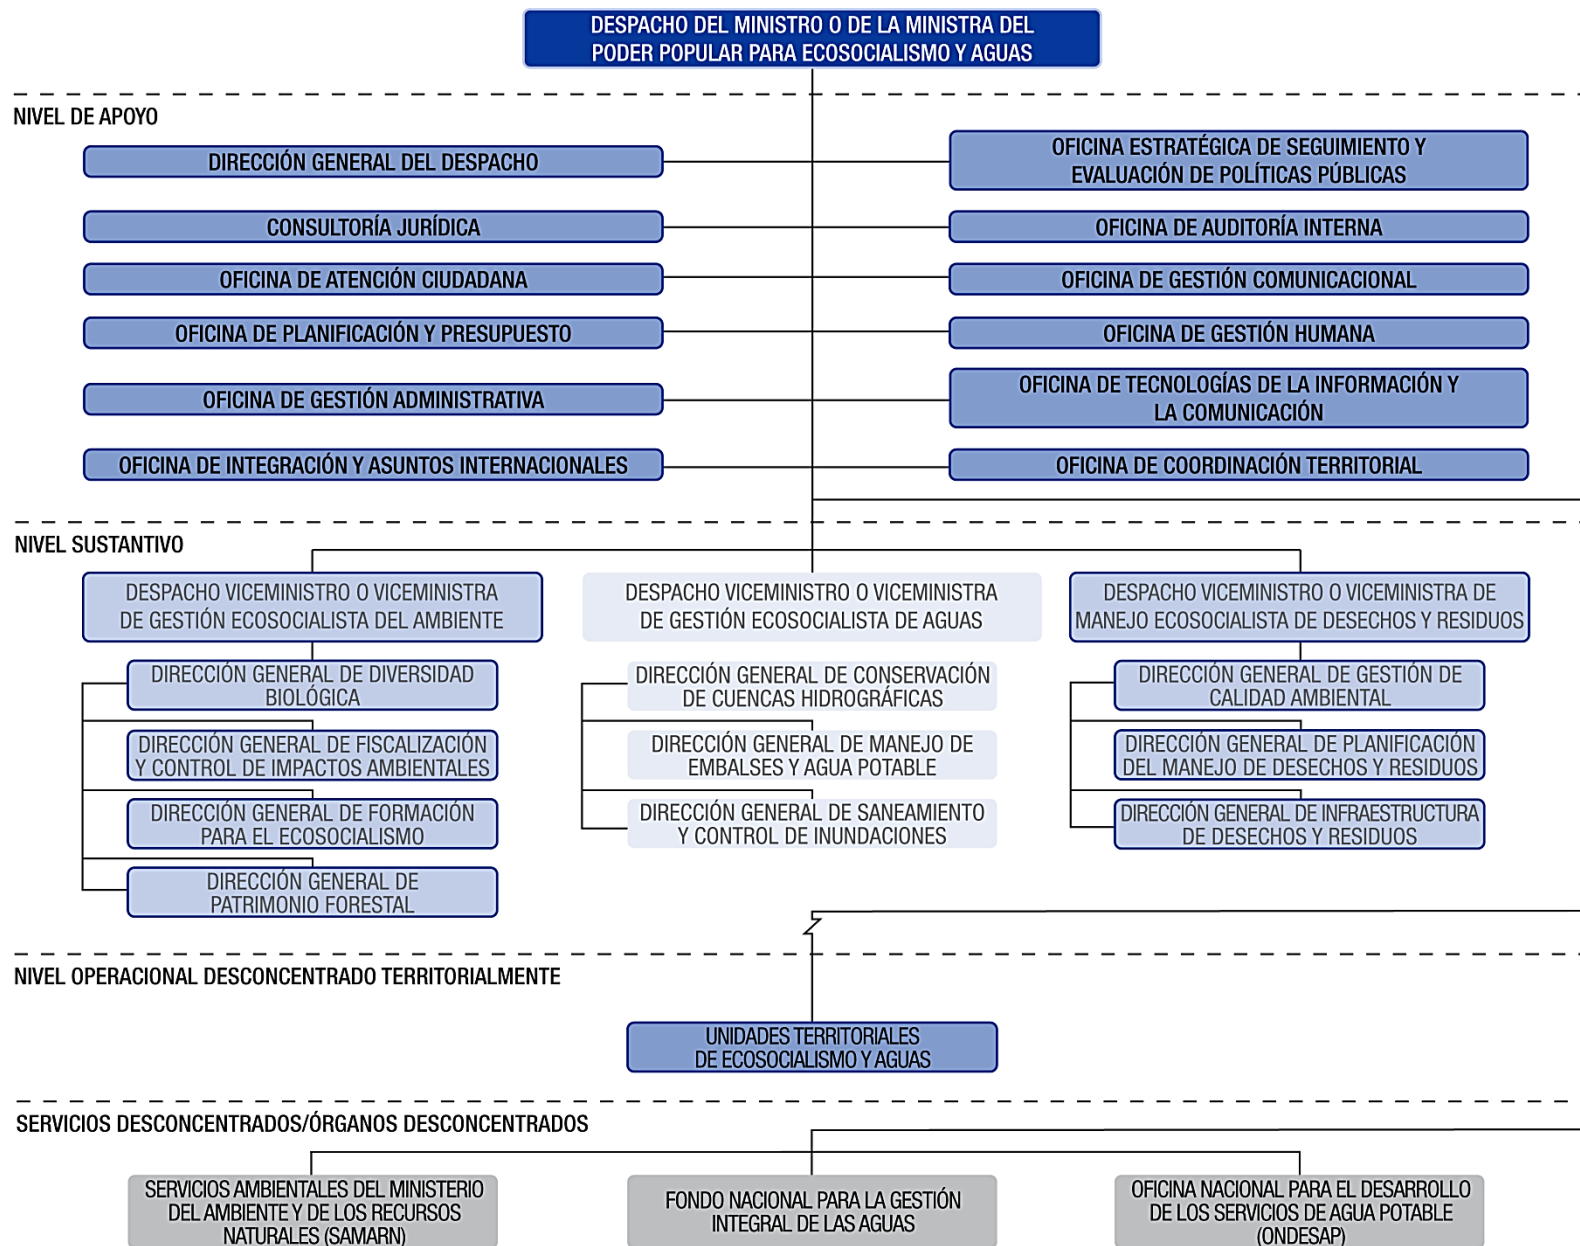 DESPACHO DEL MINISTRO O DE LA MINISTRA DEL
PODER POPULAR PARA ECOSOCIALISMO Y AGUAS
NIVEL DE APOYO
DIRECCIÓN GENERAL DEL DESPACHO
OFICINA ESTRATÉGICA DE SEGUIMIENTO Y
EVALUACIÓN DE POLÍTICAS PÚBLICAS
CONSULTORÍA JURÍDICA
OFICINA DE AUDITORÍA INTERNA
OFICINA DE ATENCIÓN CIUDADANA
OFICINA DE GESTIÓN COMUNICACIONAL
OFICINA DE PLANIFICACIÓN Y PRESUPUESTO
OFICINA DE GESTIÓN HUMANA
OFICINA DE GESTIÓN ADMINISTRATIVA
OFICINA DE TECNOLOGÍAS DE LA INFORMACIÓN Y
LA COMUNICACIÓN
OFICINA DE INTEGRACIÓN Y ASUNTOS INTERNACIONALES
OFICINA DE COORDINACIÓN TERRITORIAL
NIVEL SUSTANTIVO
DESPACHO VICEMINISTRO O VICEMINISTRA
DE GESTIÓN ECOSOCIALISTA DEL AMBIENTE
DIRECCIÓN GENERAL DE DIVERSIDAD
BIOLÓGICA
DIRECCIÓN GENERAL DE FISCALIZACIÓN
Y CONTROL DE IMPACTOS AMBIENTALES
DIRECCIÓN GENERAL DE FORMACIÓN
PARA EL ECOSOCIALISMO
DIRECCIÓN GENERAL DE
PATRIMONIO FORESTAL
DESPACHO VICEMINISTRO O VICEMINISTRA
DE GESTIÓN ECOSOCIALISTA DE AGUAS
DIRECCIÓN GENERAL DE CONSERVACIÓN
DE CUENCAS HIDROGRÁFICAS
DIRECCIÓN GENERAL DE MANEJO DE
EMBALSES Y AGUA POTABLE
DIRECCIÓN GENERAL DE SANEAMIENTO
Y CONTROL DE INUNDACIONES
DESPACHO VICEMINISTRO O VICEMINISTRA DE
MANEJO ECOSOCIALISTA DE DESECHOS Y RESIDUOS
DIRECCIÓN GENERAL DE GESTIÓN DE
CALIDAD AMBIENTAL
DIRECCIÓN GENERAL DE PLANIFICACIÓN
DEL MANEJO DE DESECHOS Y RESIDUOS
DIRECCIÓN GENERAL DE INFRAESTRUCTURA
DE DESECHOS Y RESIDUOS
NIVEL OPERACIONAL DESCONCENTRADO TERRITORIALMENTE
UNIDADES TERRITORIALES
DE ECOSOCIALISMO Y AGUAS
SERVICIOS DESCONCENTRADOS/ÓRGANOS DESCONCENTRADOS
SERVICIOS AMBIENTALES DEL MINISTERIO
DEL AMBIENTE Y DE LOS RECURSOS
NATURALES (SAMARN)
FONDO NACIONAL PARA LA GESTIÓN
INTEGRAL DE LAS AGUAS
OFICINA NACIONAL PARA EL DESARROLLO
DE LOS SERVICIOS DE AGUA POTABLE
(ONDESAP)